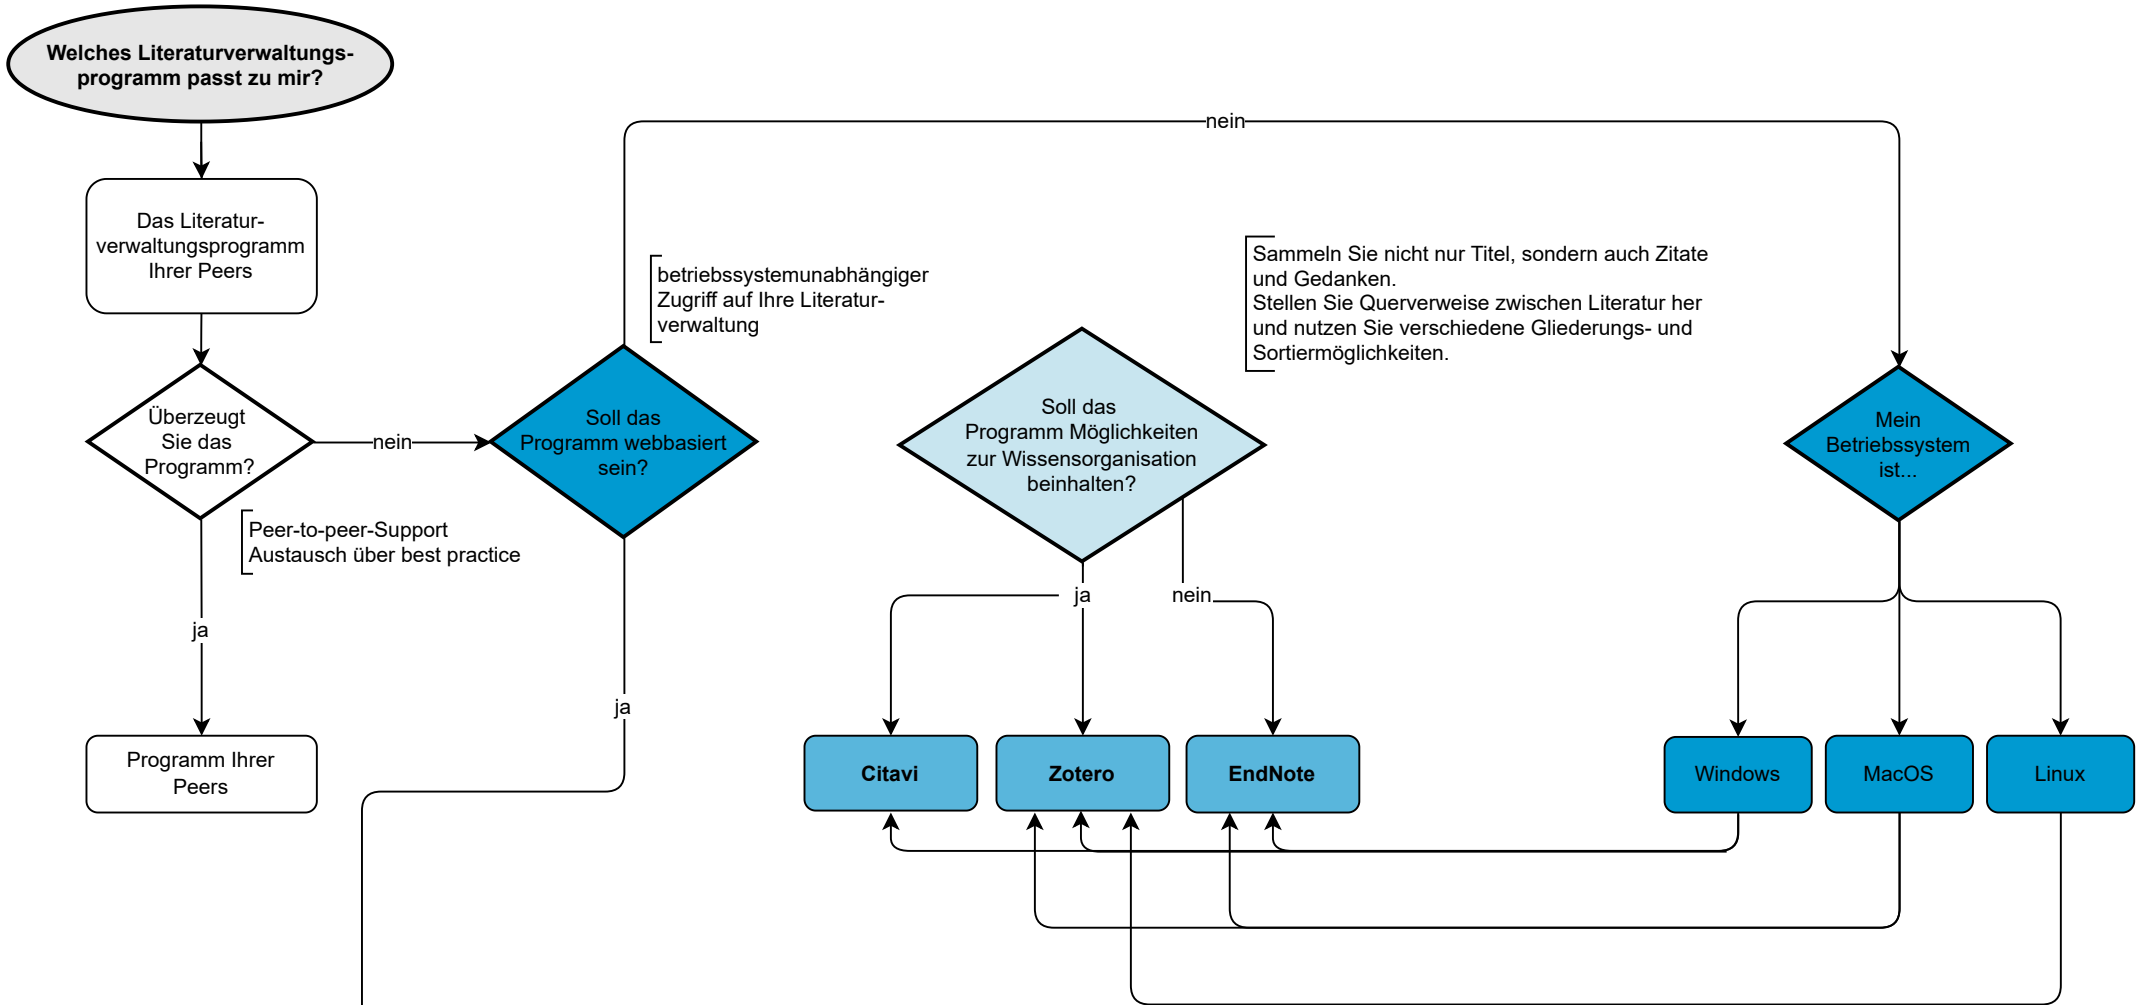 Welches Literaturverwaltungs-
programm passt zu mir?
nein
Das Literatur-
verwaltungsprogramm
Ihrer Peers
betriebssystemunabhängiger
Zugriff auf Ihre Literatur-
verwaltung
Sammeln Sie nicht nur Titel, sondern auch Zitate
und Gedanken.
Stellen Sie Querverweise zwischen Literatur her
und nutzen Sie verschiedene Gliederungs- und
Sortiermöglichkeiten.
Überzeugt
Sie das
Programm?
nein
Soll das
Programm webbasiert
sein?
Soll das
Programm Möglichkeiten
zur Wissensorganisation
beinhalten?
Mein
Betriebssystem
ist...
Peer-to-peer-Support
Austausch über best practice
ja
ja
nein
ja
Programm Ihrer
Peers
Citavi
Zotero
EndNote
Windows
MacOS
Linux